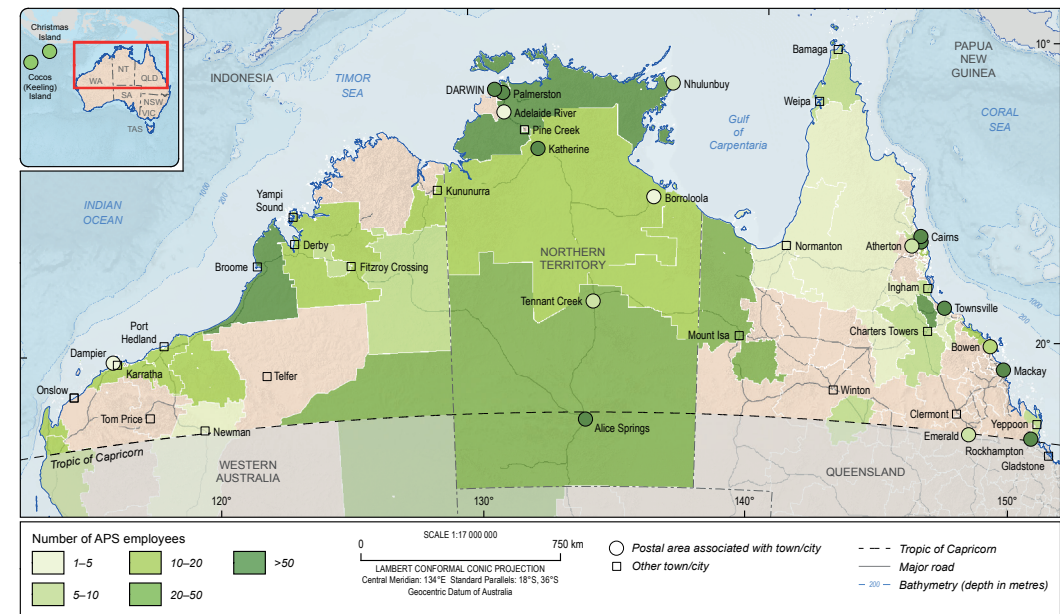 Christmas
Island
Cocos
(Keeling)
Island
WA
NT
QLD
SA
NSW
VIC
TAS
INDONESIA
TIMOR
SEA
DARWIN
Palmerston
Adelaide River
Pine Creek
Katherine
Nhulunbuy
Gulf
of
Carpentaria
Bamaga
Weipa
PAPUA
NEW
GUINEA
CORAL
SEA
10°
INDIAN
OCEAN
1000
200
Yampi
Sound
Kununurra
Derby
Broome
Fitzroy Crossing
Borroloola
NORTHERN
TERRITORY
Normanton
Atherton
Cairns
Ingham
Townsville
Charters Towers
1000
200
20°
Tennant Creek
Mount Isa
Bowen
Mackay
Port
Hedland
Dampier
Karratha
Onslow
Telfer
Tom Price
Newman
Winton
Clermont
Emerald
Yeppoon
Rockhampton
Gladstone
Alice Springs
Tropic of Capricorn
WESTERN
AUSTRALIA
QUEENSLAND
120°
130°
140°
150°
Number of APS employees
1–5
10–20
>50
5–10
20–50
SCALE 1:17 000 000
0
750 km
LAMBERT CONFORMAL CONIC PROJECTION
Central Meridian: 134°E Standard Parallels: 18°S, 36°S
Geocentric Datum of Australia
Postal area associated with town/city
Other town/city
Tropic of Capricorn
Major road
200
Bathymetry (depth in metres)